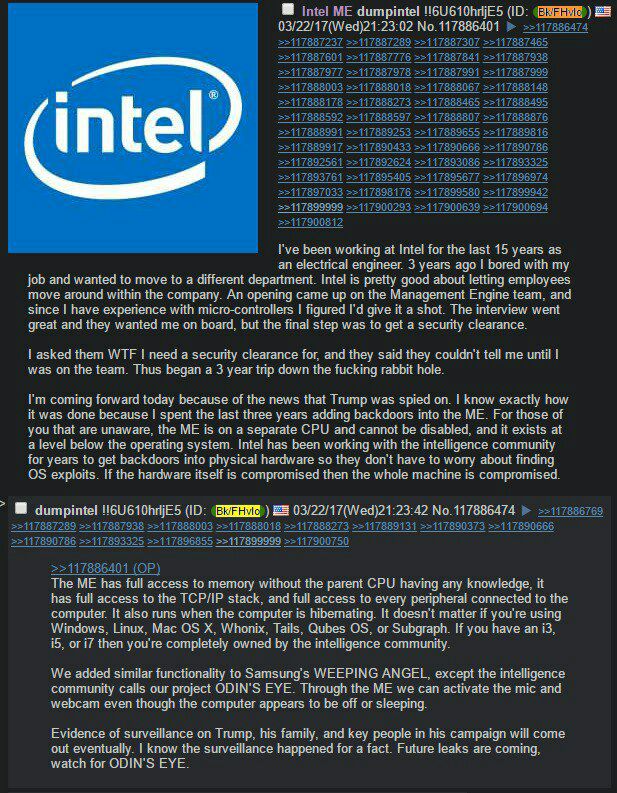 intel®
Intel ME dumpintel !!6U610hrljE5 (ID: Bk/FHvIo)
03/22/17(Wed)21:23:02 No.117886401 ▶ >>117886474
>>117887237 >>117887289 >>117887307 >>117887465
>>117887601 >>117887776 >>117887841 >>117887938
>>117887977 >>117887978 >>117887991 >>117887999
>>117888003 >>117888018 >>117888067 >>117888148
>>117888178 >>117888273 >>117888465 >>117888495
>>117888592 >>117888597 >>117888807 >>117888876
>>117888991 >>117889253 >>117889655 >>117889816
>>117889917 >>117890433 >>117890666 >>117890786
>>117892561 >>117892624 >>117893086 >>117893325
>>117893761 >>117895405 >>117895677 >>117896974
>>117897033 >>117898176 >>117899580 >>117899942
>>117899999 >>117900293 >>117900639 >>117900694
>>117900812
I've been working at Intel for the last 15 years as
an electrical engineer. 3 years ago I bored with my
job and wanted to move to a different department. Intel is pretty good about letting employees
move around within the company. An opening came up on the Management Engine team, and
since I have experience with micro-controllers I figured I'd give it a shot. The interview went
great and they wanted me on board, but the final step was to get a security clearance.
I asked them WTF I need a security clearance for, and they said they couldn't tell me until I
was on the team. Thus began a 3 year trip down the fucking rabbit hole.
I'm coming forward today because of the news that Trump was spied on. I know exactly how
it was done because I spent the last three years adding backdoors into the ME. For those of
you that are unaware, the ME is on a separate CPU and cannot be disabled, and it exists at
a level below the operating system. Intel has been working with the intelligence community
for years to get backdoors into physical hardware so they don't have to worry about finding
OS exploits. If the hardware itself is compromised then the whole machine is compromised.
> dumpintel !!6U610hrljE5 (ID: Bk/FHvIo) 03/22/17(Wed)21:23:42 No.117886474 ▶ >>117886769
>>117887289 >>117887938 >>117888003 >>117888018 >>117888273 >>117889131 >>117890373 >>117890666
>>117890786 >>117893325 >>117896855 >>117899999 >>117900750
>>117886401 (OP)
The ME has full access to memory without the parent CPU having any knowledge, it
has full access to the TCP/IP stack, and full access to every peripheral connected to the
computer. It also runs when the computer is hibernating. It doesn't matter if you're using
Windows, Linux, Mac OS X, Whonix, Tails, Qubes OS, or Subgraph. If you have an i3,
i5, or i7 then you're completely owned by the intelligence community.
We added similar functionality to Samsung's WEEPING ANGEL, except the intelligence
community calls our project ODIN'S EYE. Through the ME we can activate the mic and
webcam even though the computer appears to be off or sleeping.
Evidence of surveillance on Trump, his family, and key people in his campaign will come
out eventually. I know the surveillance happened for a fact. Future leaks are coming,
watch for ODIN'S EYE.